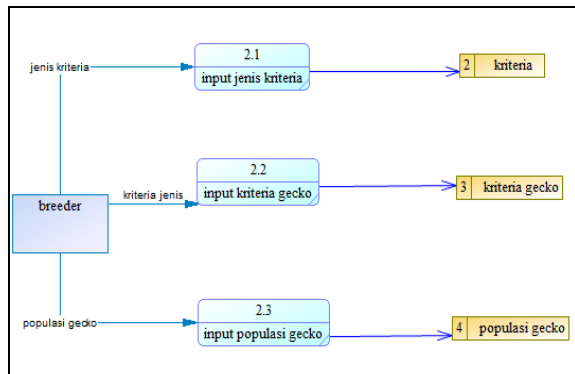 2.1
jenis kriteria
input jenis kriteria
2 kriteria
2.2
kriteria jenis
input kriteria gecko
3 kriteria gecko
breeder
2.3
populasi gecko
input populasi gecko
4 populasi gecko